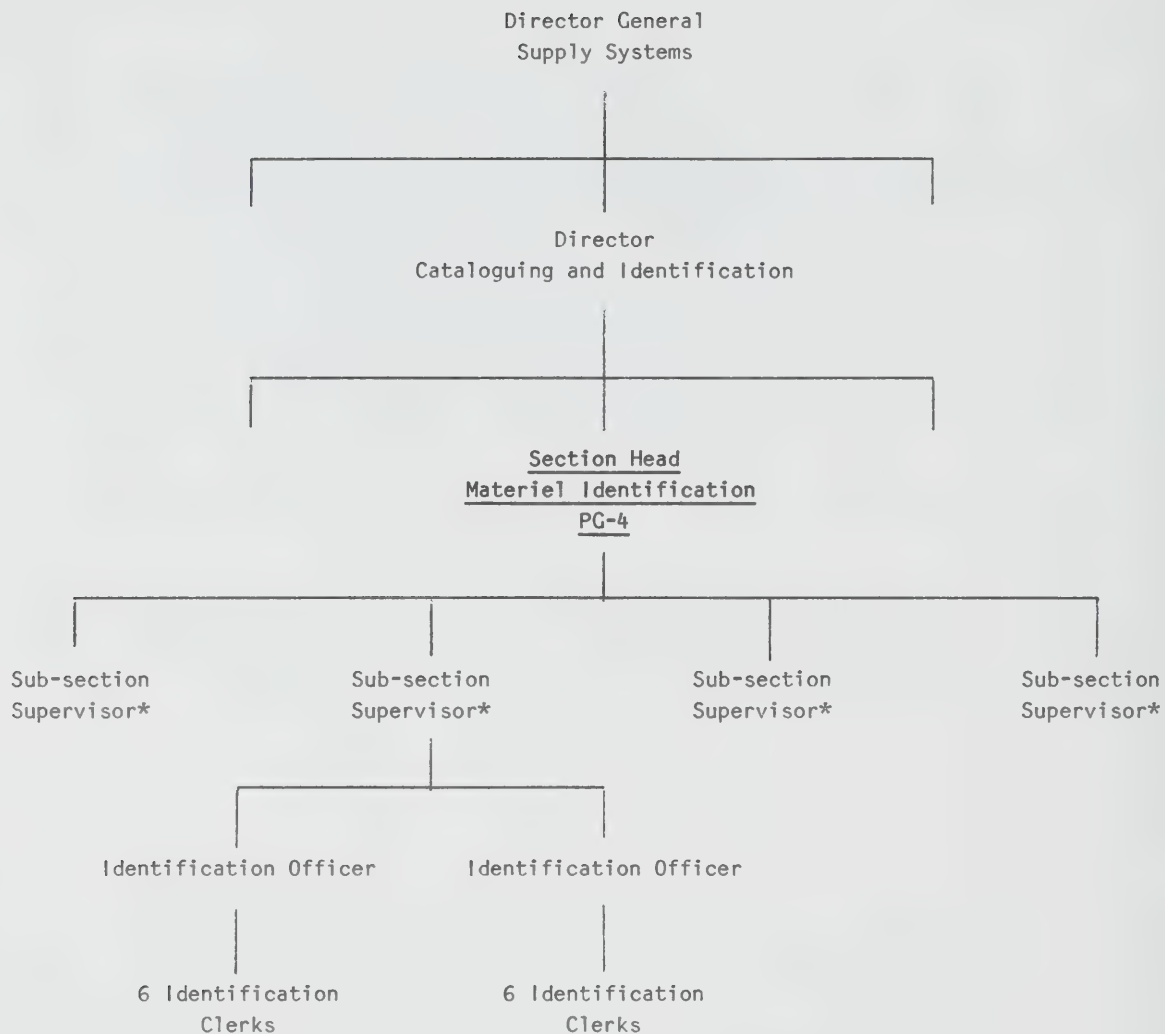 Director General
Supply Systems
Director
Cataloguing and Identification
Section Head
Materiel Identification
PG-4
Sub-section
Supervisor*
Sub-section
Supervisor*
Sub-section
Supervisor*
Sub-section
Supervisor*
Identification Officer
Identification Officer
6 Identification
Clerks
6 Identification
Clerks